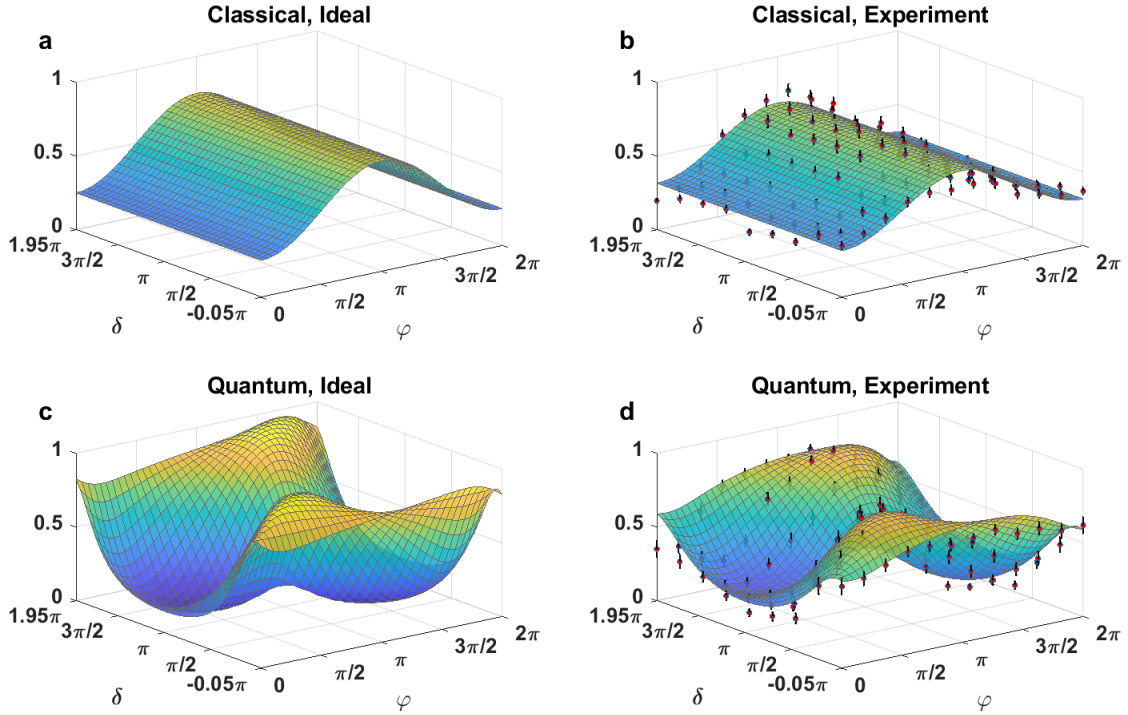 Classical, Ideal
a
1
0.5
0
1.95π
3π/2
π
π/2
-0.05π
δ
0
π/2
π
3π/2
2π
φ
Classical, Experiment
b
1
0.5
0
1.95π
3π/2
π
π/2
-0.05π
δ
0
π/2
π
3π/2
2π
φ
Quantum, Ideal
c
1
0.5
0
1.95π
3π/2
π
π/2
-0.05π
δ
0
π/2
π
3π/2
2π
φ
Quantum, Experiment
d
1
0.5
0
1.95π
3π/2
π
π/2
-0.05π
δ
0
π/2
π
3π/2
2π
φ